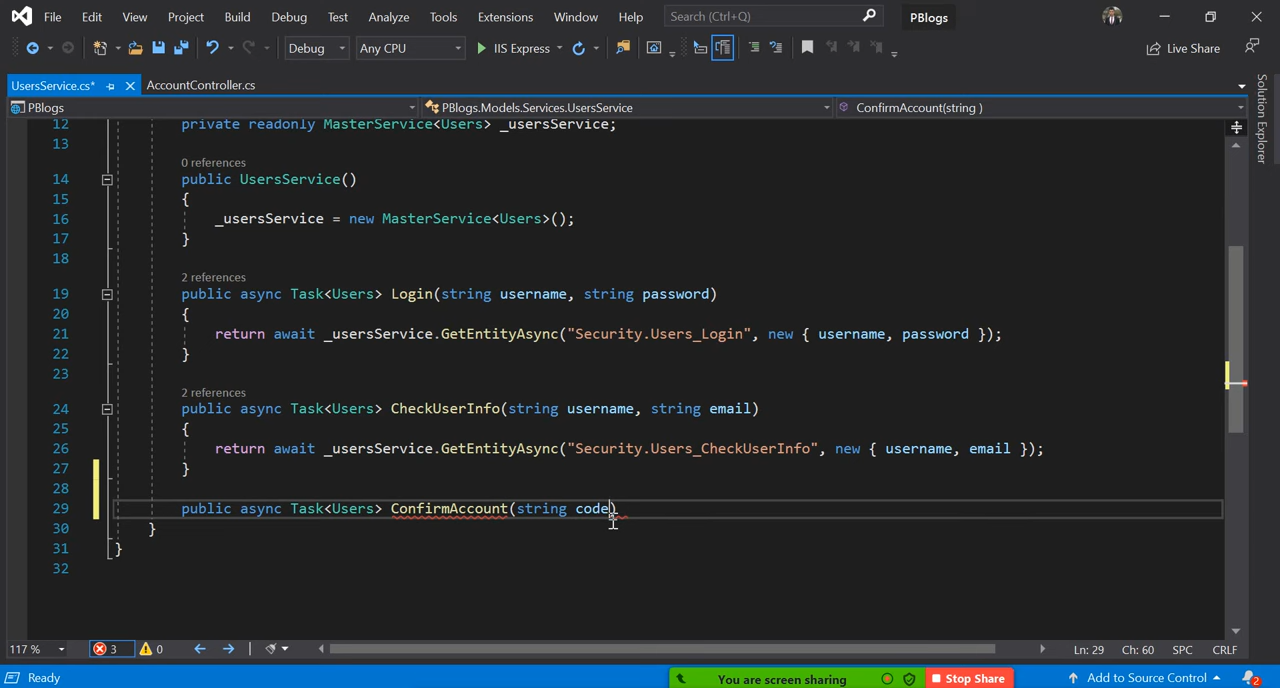 File Edit View Project Build Debug Test Analyze Tools Extensions Window Help Search (Ctrl+Q) PBlogs
Debug Any CPU IIS Express Live Share
UsersService.cs* AccountController.cs
PBlogs PBlogs.Models.Services.UsersService ConfirmAccount(string )
12 private readonly MasterService<Users> _usersService;
13
0 references
14 public UsersService()
15 {
16 _usersService = new MasterService<Users>();
17 }
18
2 references
19 public async Task<Users> Login(string username, string password)
20 {
21 return await _usersService.GetEntityAsync("Security.Users_Login", new { username, password });
22 }
23
2 references
24 public async Task<Users> CheckUserInfo(string username, string email)
25 {
26 return await _usersService.GetEntityAsync("Security.Users_CheckUserInfo", new { username, email });
27 }
28
29 public async Task<Users> ConfirmAccount(string code)
30 }
31 }
32
Solution Explorer
117 % 3 0 Ln: 29 Ch: 60 SPC CRLF
Ready You are screen sharing Stop Share Add to Source Control 2